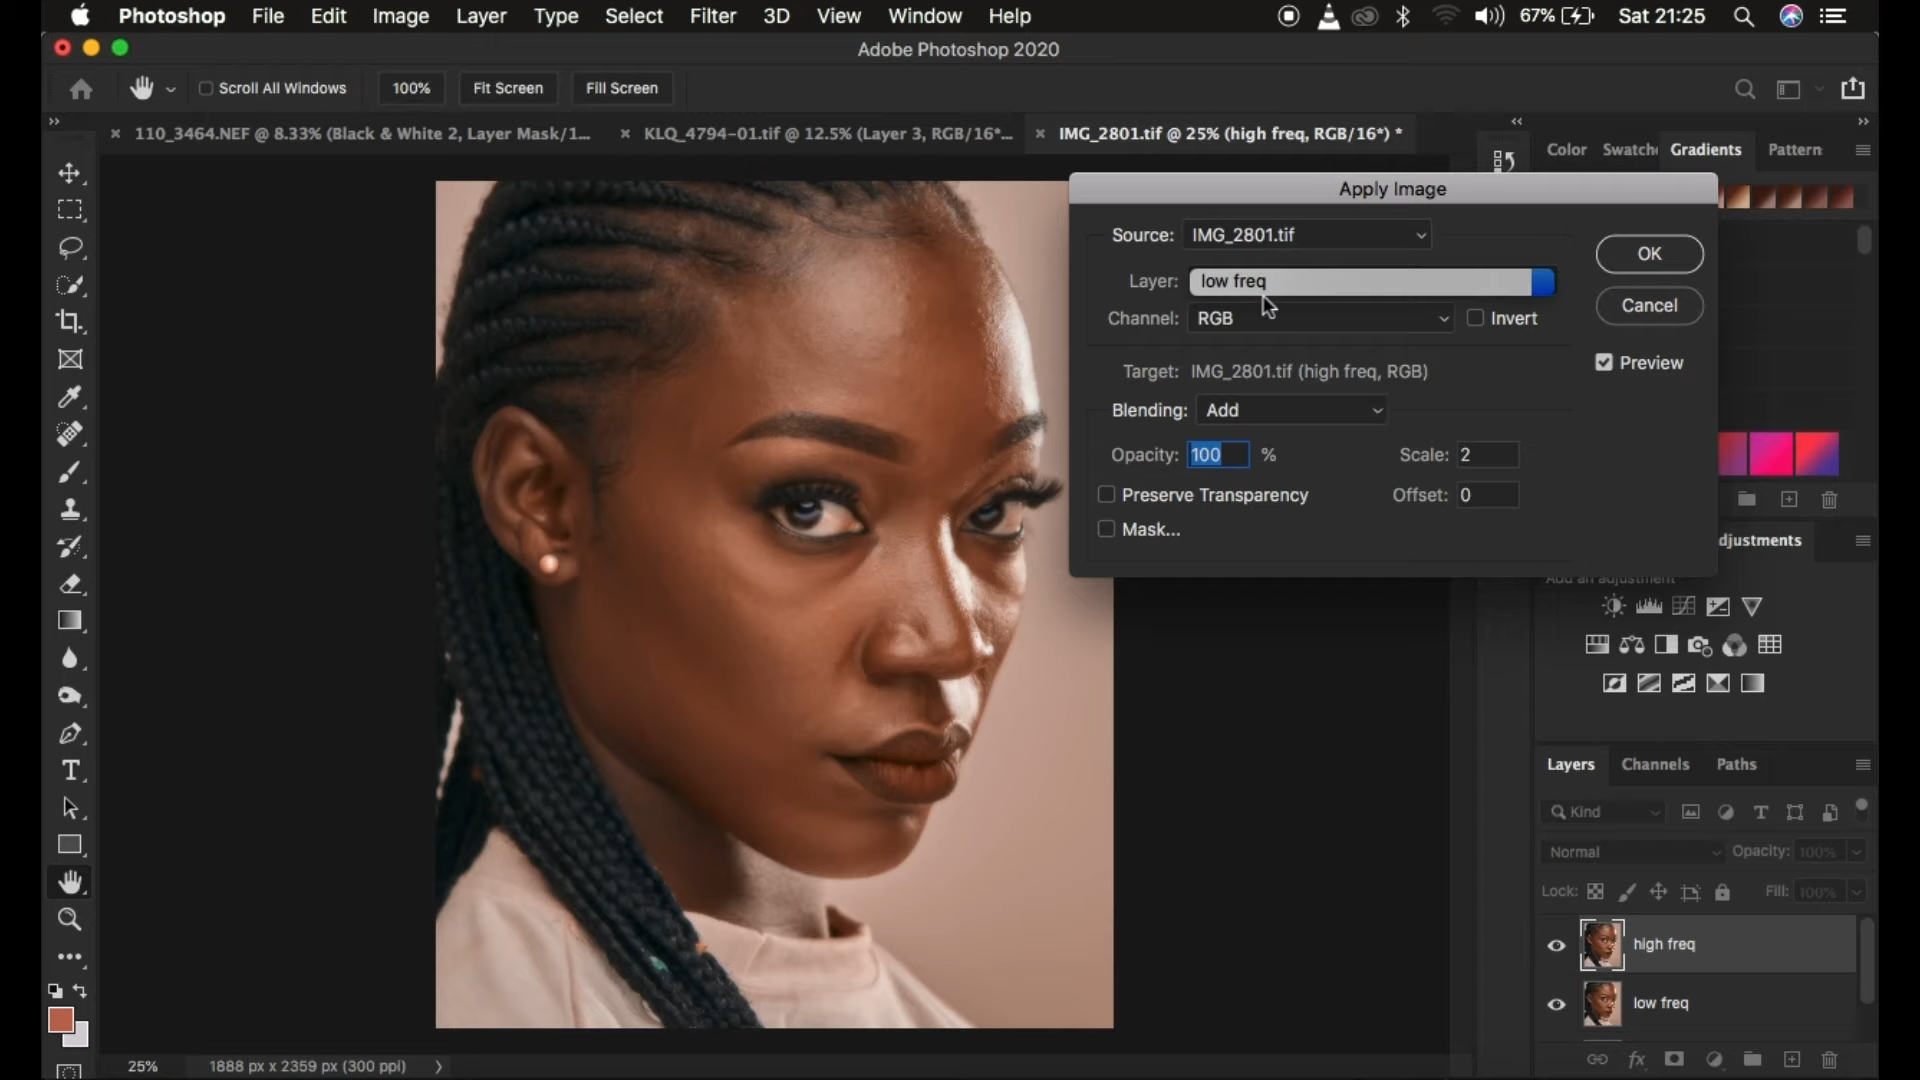 Photoshop File Edit Image Layer Type Select Filter 3D View Window Help 67% Sat 21:25
Adobe Photoshop 2020
Scroll All Windows 100% Fit Screen Fill Screen
110_3464.NEF @ 8.33% (Black & White 2, Layer Mask/1... KLQ_4794-01.tif @ 12.5% (Layer 3, RGB/16*... IMG_2801.tif @ 25% (high freq, RGB/16*) *
Color Swatche Gradients Pattern
Apply Image
Source: IMG_2801.tif
OK
Layer: low freq
Cancel
Channel: RGB Invert
Preview
Target: IMG_2801.tif (high freq, RGB)
Blending: Add
Opacity: 100 % Scale: 2
Preserve Transparency Offset: 0
Mask...
djustments
Add an adjustment
Layers Channels Paths
Kind
Normal Opacity: 100%
Lock: Fill: 100%
high freq
low freq
25% 1888 px x 2359 px (300 ppi)